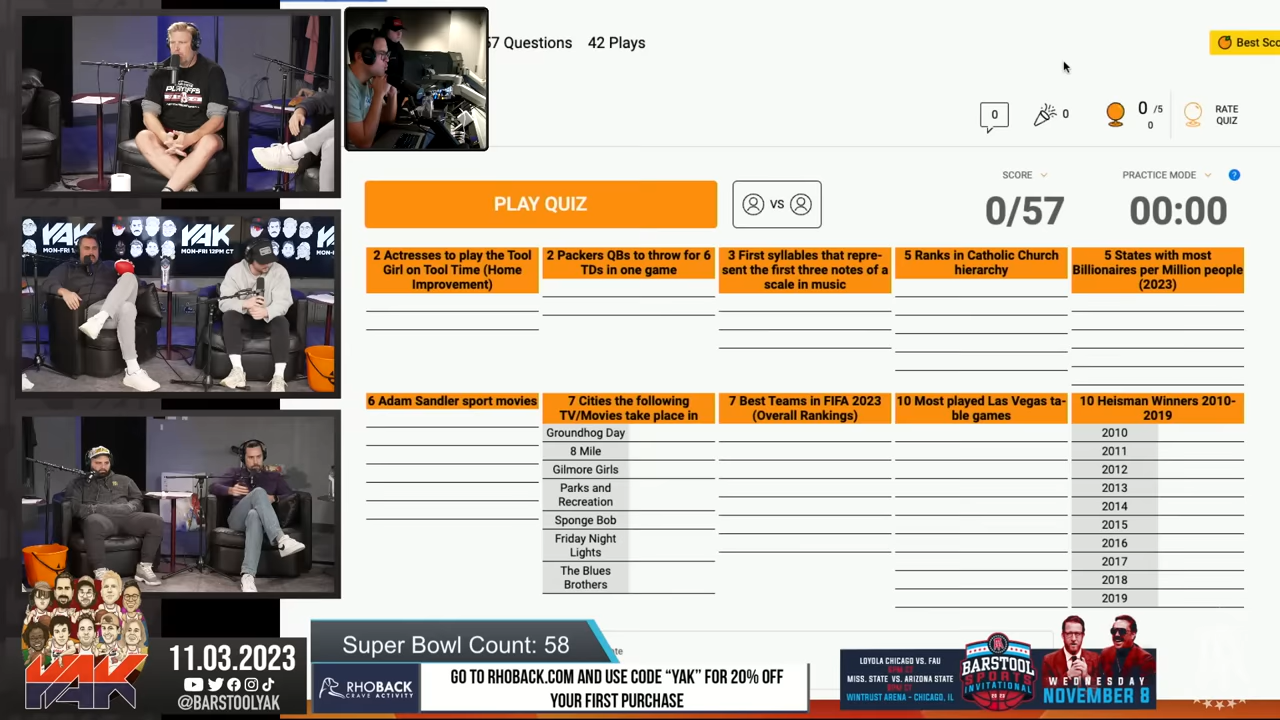 57 Questions
42 Plays
Best Sco
0
0
0 /5
0
RATE
QUIZ
PLAY QUIZ
VS
SCORE
0/57
PRACTICE MODE
?
00:00
2 Actresses to play the Tool
Girl on Tool Time (Home
Improvement)
2 Packers QBs to throw for 6
TDs in one game
3 First syllables that repre-
sent the first three notes of a
scale in music
5 Ranks in Catholic Church
hierarchy
5 States with most
Billionaires per Million people
(2023)
6 Adam Sandler sport movies
7 Cities the following
TV/Movies take place in
Groundhog Day
8 Mile
Gilmore Girls
Parks and
Recreation
Sponge Bob
Friday Night
Lights
The Blues
Brothers
7 Best Teams in FIFA 2023
(Overall Rankings)
10 Most played Las Vegas ta-
ble games
10 Heisman Winners 2010-
2019
2010
2011
2012
2013
2014
2015
2016
2017
2018
2019
PLAYOFFS
YAK
MON-FRI 12PM CT
YAK
11.03.2023
@BARSTOOLYAK
Super Bowl Count: 58
RHOBACK
CRAVE ACTIVITY
GO TO RHOBACK.COM AND USE CODE “YAK” FOR 20% OFF
YOUR FIRST PURCHASE
LOYOLA CHICAGO VS. FAU
MISS. STATE VS. ARIZONA STATE
WINTRUST ARENA – CHICAGO, IL
BARSTOOL
SPORTS
INVITATIONAL
WEDNESDAY
NOVEMBER 8